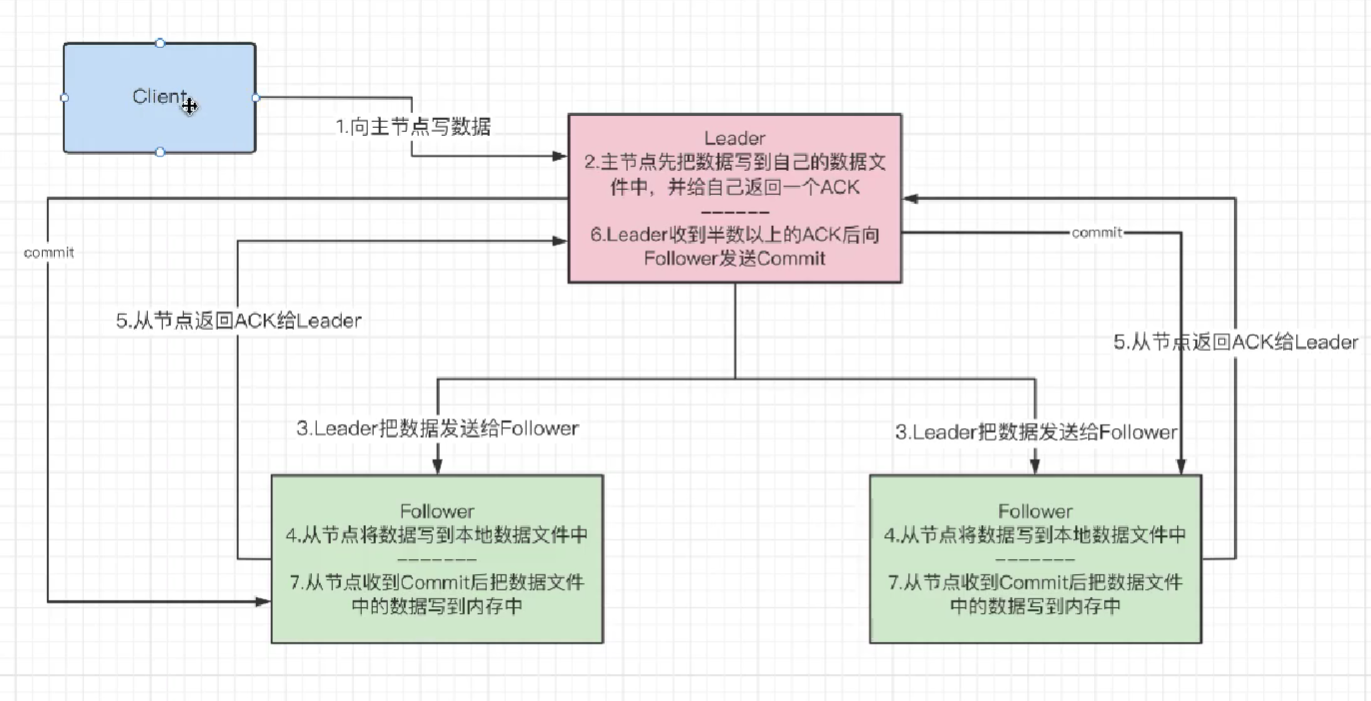 Client
1.向主节点写数据
Leader
2.主节点先把数据写到自己的数据文
件中，并给自己返回一个ACK
------
6.Leader收到半数以上的ACK后向
Follower发送Commit
commit
commit
5.从节点返回ACK给Leader
5.从节点返回ACK给Leader
3.Leader把数据发送给Follower
3.Leader把数据发送给Follower
Follower
4.从节点将数据写到本地数据文件中
-------
7.从节点收到Commit后把数据文件
中的数据写到内存中
Follower
4.从节点将数据写到本地数据文件中
-------
7.从节点收到Commit后把数据文件
中的数据写到内存中